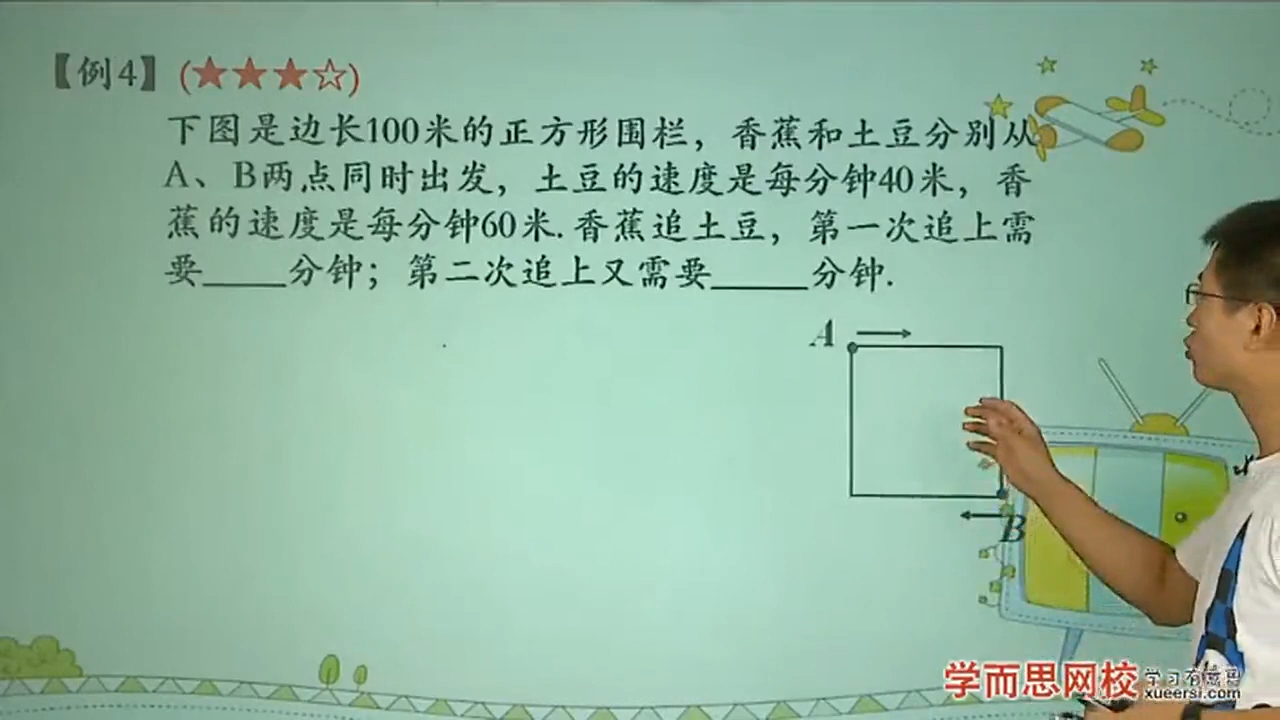 【例4】(★★★☆)
下图是边长100米的正方形围栏，香蕉和土豆分别从
A、B两点同时出发，土豆的速度是每分钟40米，香
蕉的速度是每分钟60米.香蕉追土豆，第一次追上需
要____分钟；第二次追上又需要____分钟.
A
B
学而思网校
xueersi.com